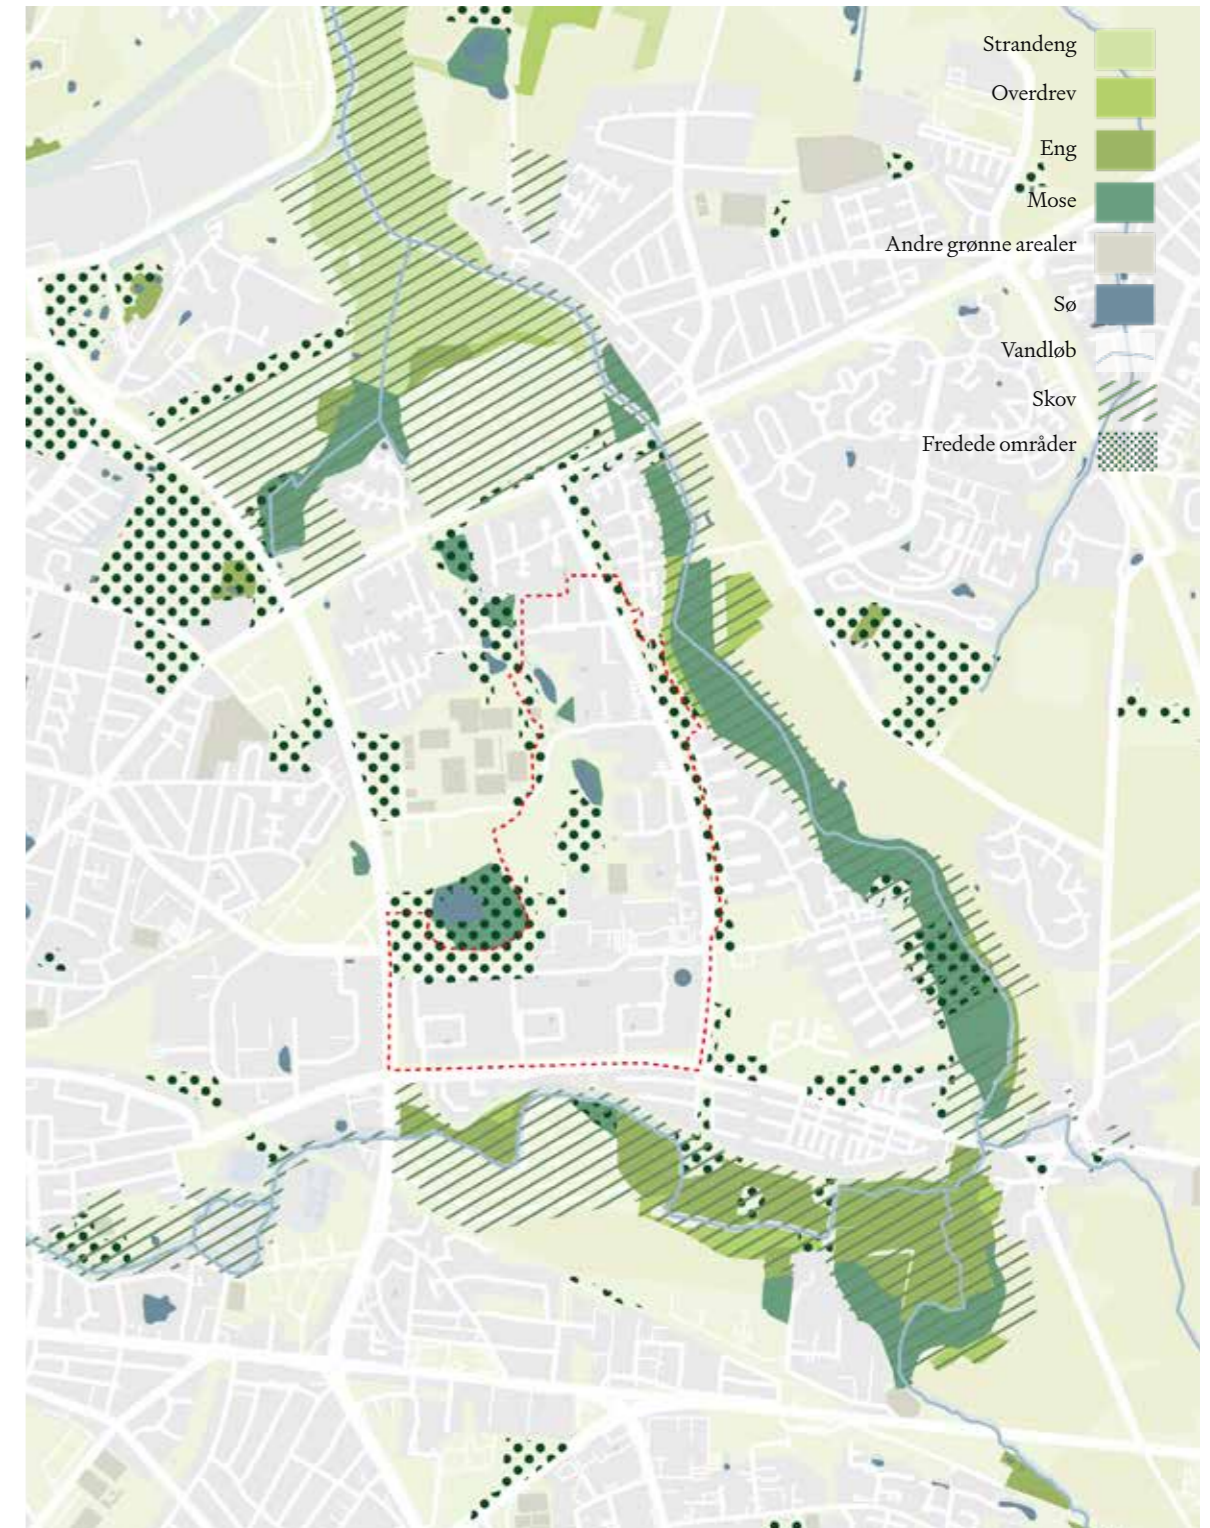 Strandeng
Overdrev
Eng
Mose
Andre grønne arealer
Sø
Vandløb
Skov
Fredede områder